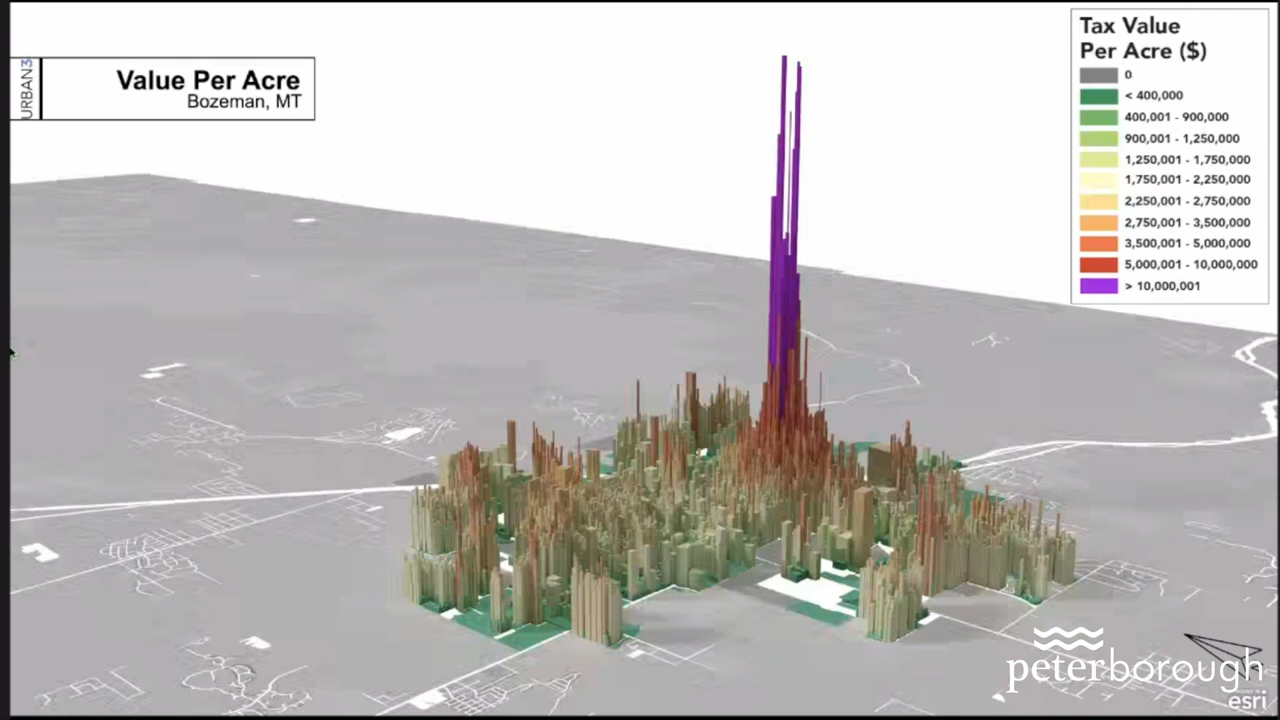 URBAN3
Value Per Acre
Bozeman, MT
Tax Value
Per Acre ($)
0
< 400,000
400,001 - 900,000
900,001 - 1,250,000
1,250,001 - 1,750,000
1,750,001 - 2,250,000
2,250,001 - 2,750,000
2,750,001 - 3,500,000
3,500,001 - 5,000,000
5,000,001 - 10,000,000
> 10,000,001
peterborough
esri